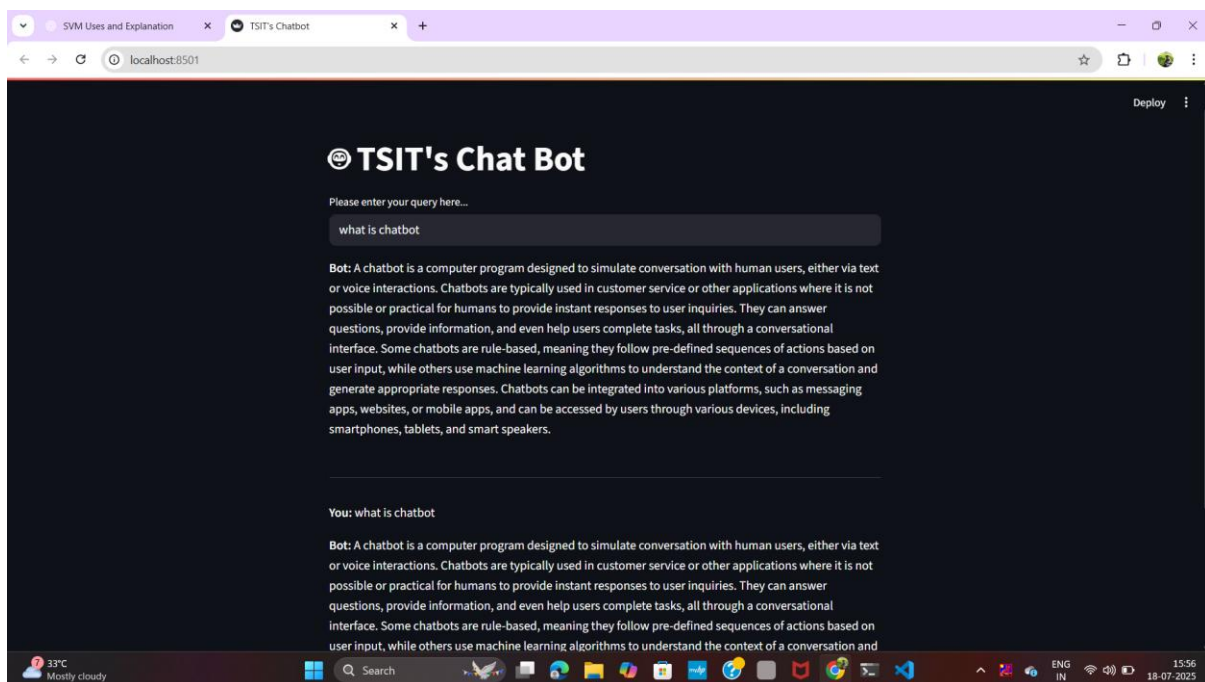 SVM Uses and Explanation
TSIT's Chatbot
localhost:8501
Deploy
TSIT's Chat Bot
Please enter your query here...
what is chatbot
Bot: A chatbot is a computer program designed to simulate conversation with human users, either via text
or voice interactions. Chatbots are typically used in customer service or other applications where it is not
possible or practical for humans to provide instant responses to user inquiries. They can answer
questions, provide information, and even help users complete tasks, all through a conversational
interface. Some chatbots are rule-based, meaning they follow pre-defined sequences of actions based on
user input, while others use machine learning algorithms to understand the context of a conversation and
generate appropriate responses. Chatbots can be integrated into various platforms, such as messaging
apps, websites, or mobile apps, and can be accessed by users through various devices, including
smartphones, tablets, and smart speakers.
You: what is chatbot
Bot: A chatbot is a computer program designed to simulate conversation with human users, either via text
or voice interactions. Chatbots are typically used in customer service or other applications where it is not
possible or practical for humans to provide instant responses to user inquiries. They can answer
questions, provide information, and even help users complete tasks, all through a conversational
interface. Some chatbots are rule-based, meaning they follow pre-defined sequences of actions based on
user input, while others use machine learning algorithms to understand the context of a conversation and
7
33°C
Mostly cloudy
Search
ENG
IN
15:56
18-07-2025